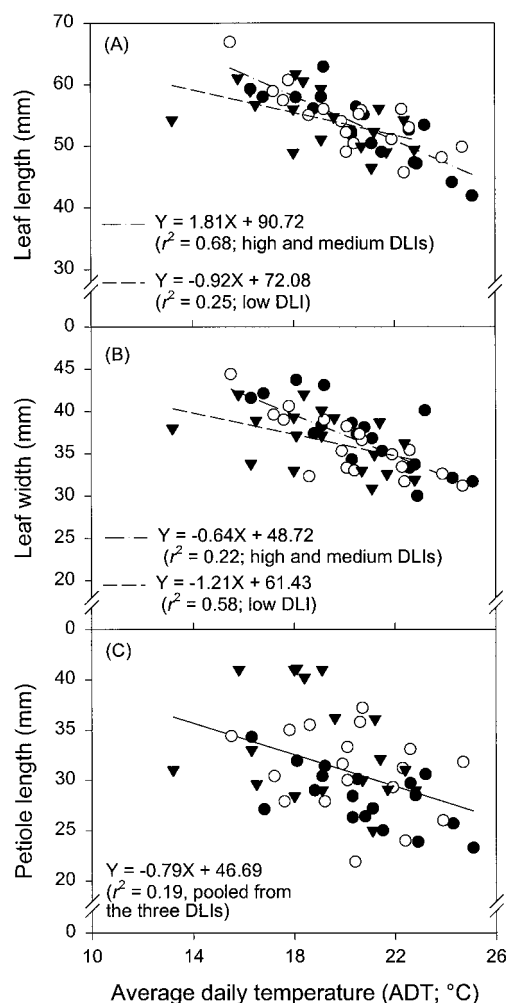 (A)
70
60
50
40
30
0
Leaf length (mm)
Y = 1.81X + 90.72
(r² = 0.68; high and medium DLIs)
Y = -0.92X + 72.08
(r² = 0.25; low DLI)
(B)
45
40
35
30
25
20
15
0
Leaf width (mm)
Y = -0.64X + 48.72
(r² = 0.22; high and medium DLIs)
Y = -1.21X + 61.43
(r² = 0.58; low DLI)
(C)
40
35
30
25
20
0
Petiole length (mm)
Y = -0.79X + 46.69
(r² = 0.19, pooled from
the three DLIs)
10 14 18 22 26
Average daily temperature (ADT; °C)